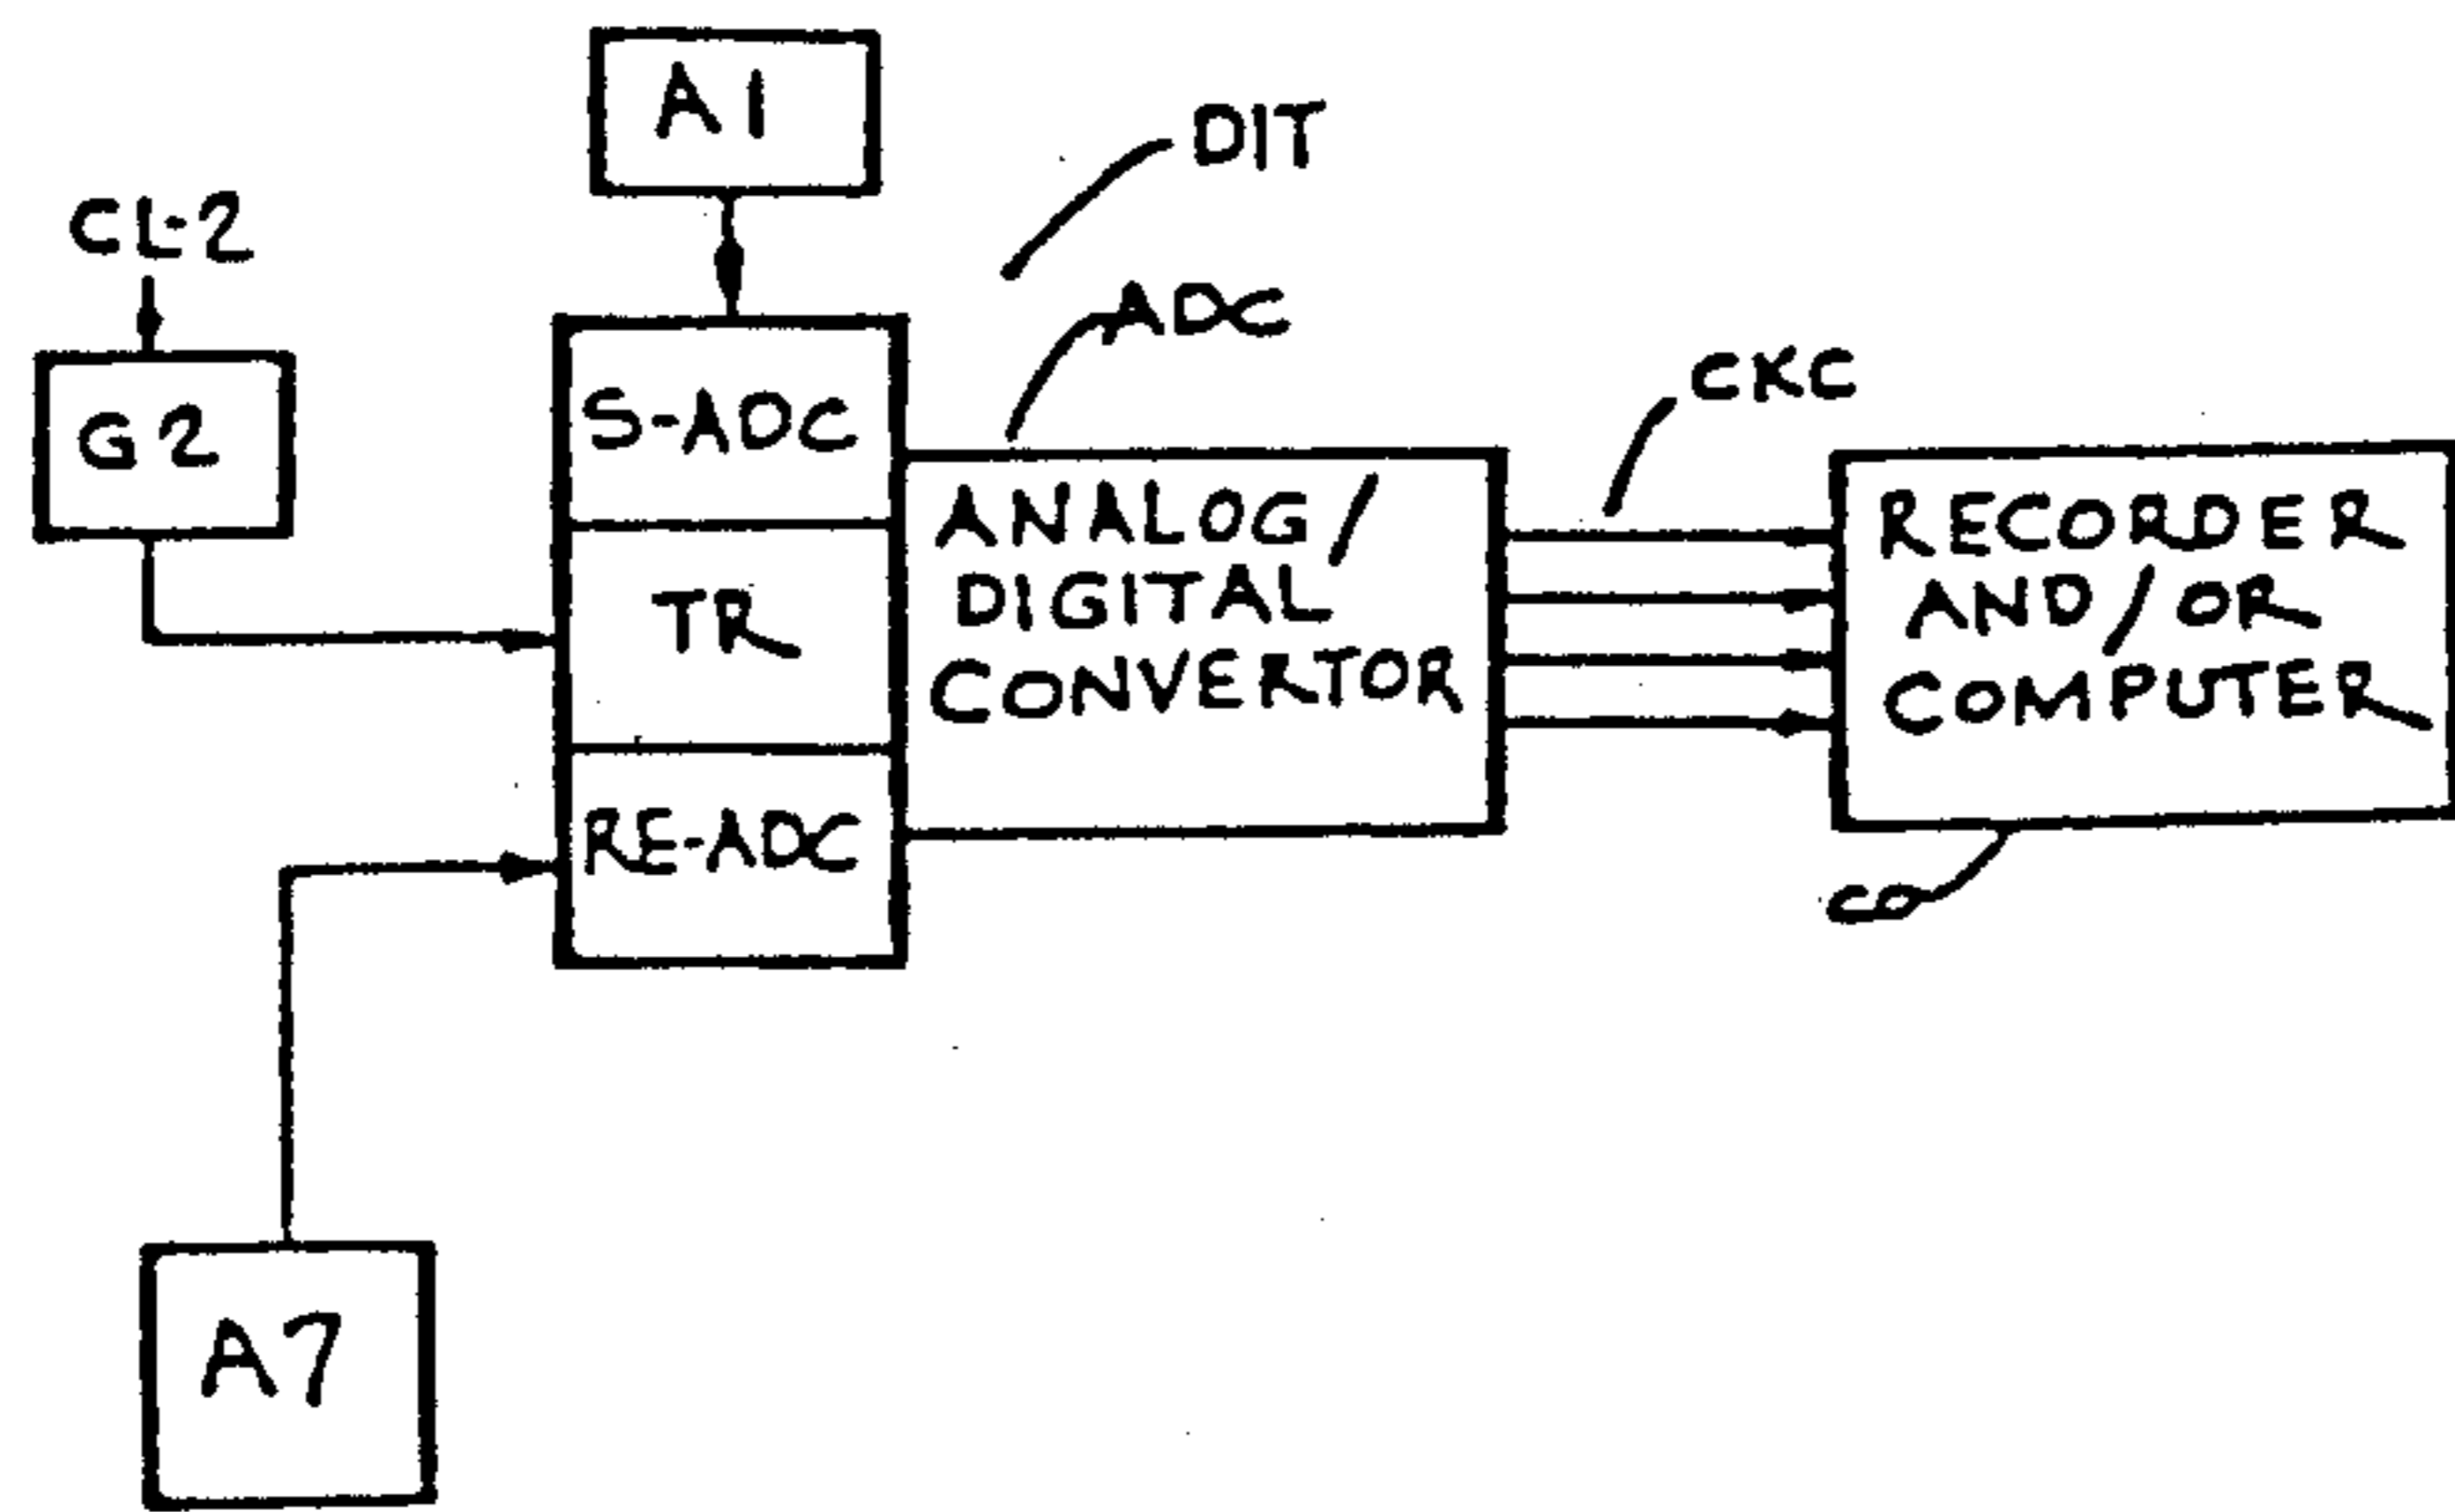 A1
DIT
CL-2
ADC
G2
S-ADC
CKC
ANALOG/
DIGITAL
CONVERTOR
TR
RE-ADC
RECORDER
AND/OR
COMPUTER
CO
A7